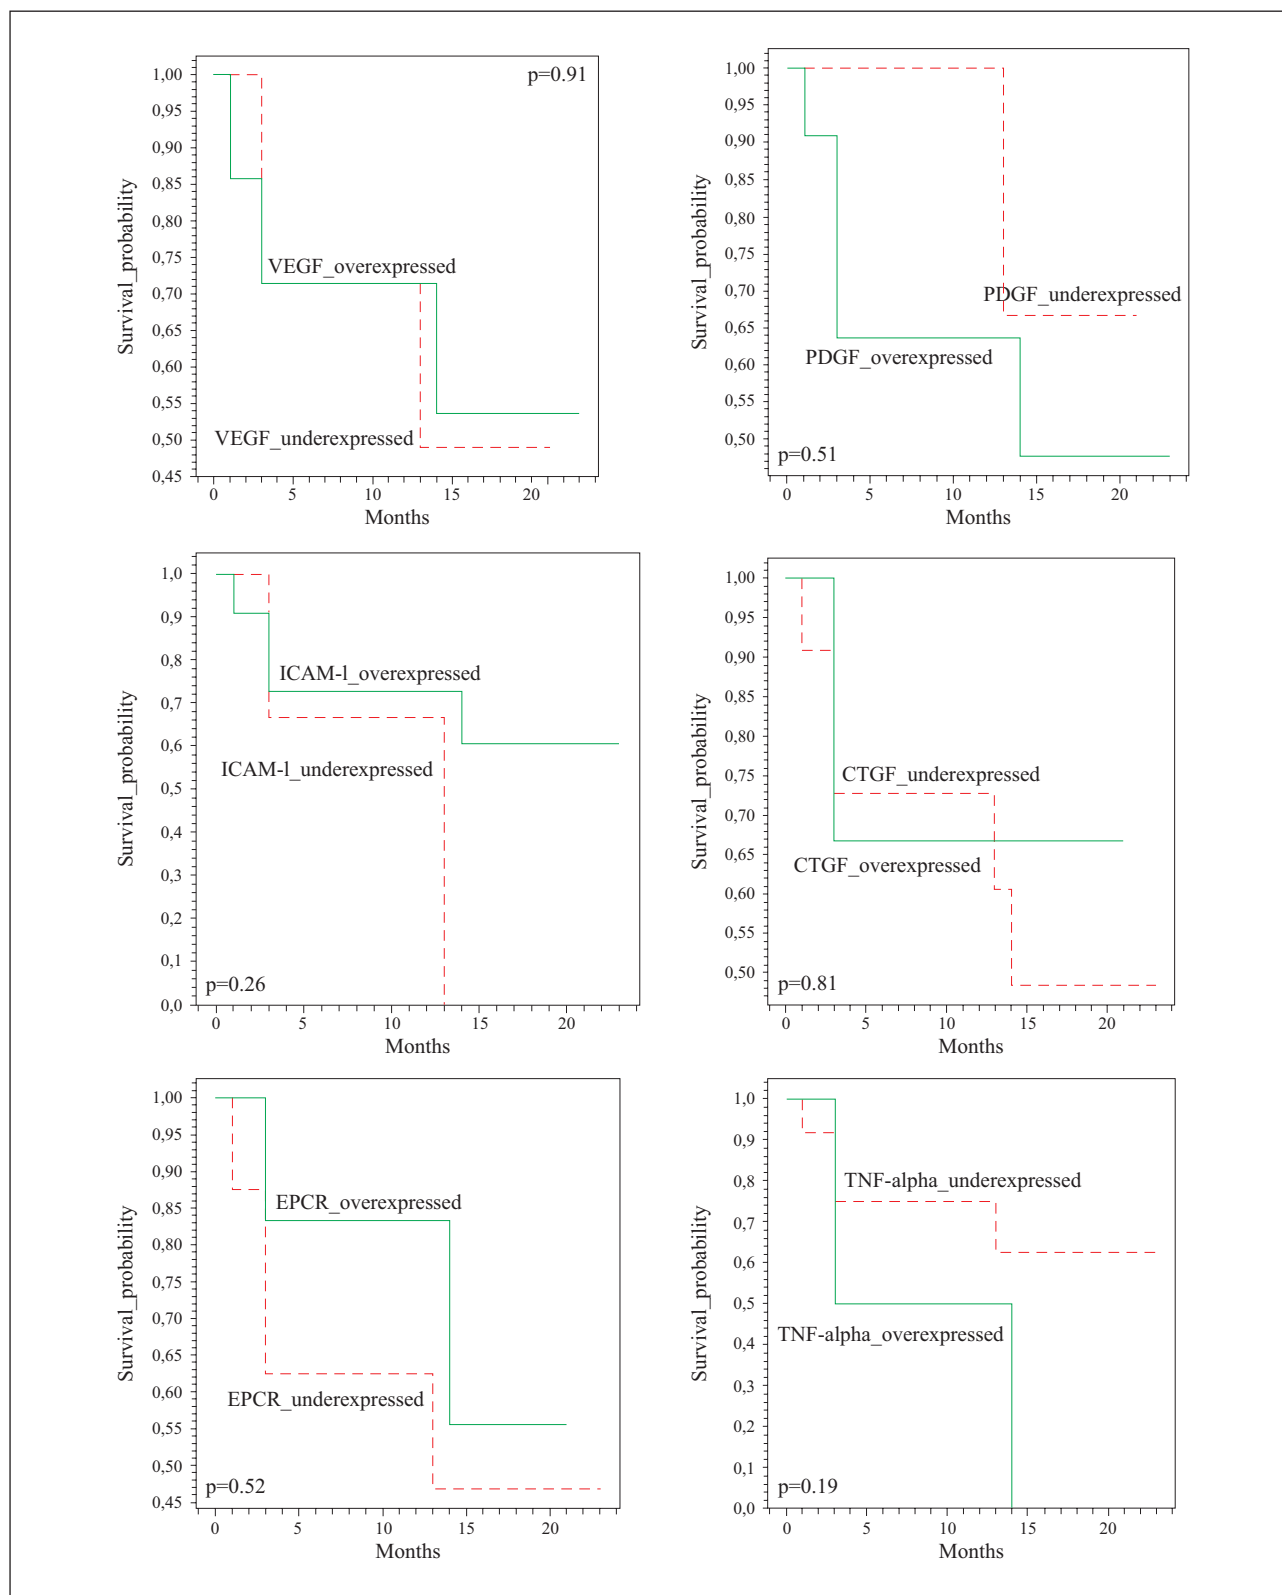 p=0.91
1,00
0,95
0,90
0,85
0,80
0,75
0,70
0,65
0,60
0,55
0,50
0,45
Survival_probability
VEGF_overexpressed
VEGF_underexpressed
0 5 10 15 20
Months
1,00
0,95
0,90
0,85
0,80
0,75
0,70
0,65
0,60
0,55
0,50
Survival_probability
PDGF_underexpressed
PDGF_overexpressed
p=0.51
0 5 10 15 20
Months
1,0
0,9
0,8
0,7
0,6
0,5
0,4
0,3
0,2
0,1
0,0
Survival_probability
ICAM-l_overexpressed
ICAM-l_underexpressed
p=0.26
0 5 10 15 20
Months
1,00
0,95
0,90
0,85
0,80
0,75
0,70
0,65
0,60
0,55
0,50
Survival_probability
CTGF_underexpressed
CTGF_overexpressed
p=0.81
0 5 10 15 20
Months
1,00
0,95
0,90
0,85
0,80
0,75
0,70
0,65
0,60
0,55
0,50
0,45
Survival_probability
EPCR_overexpressed
EPCR_underexpressed
p=0.52
0 5 10 15 20
Months
1,0
0,9
0,8
0,7
0,6
0,5
0,4
0,3
0,2
0,1
0,0
Survival_probability
TNF-alpha_underexpressed
TNF-alpha_overexpressed
p=0.19
0 5 10 15 20
Months